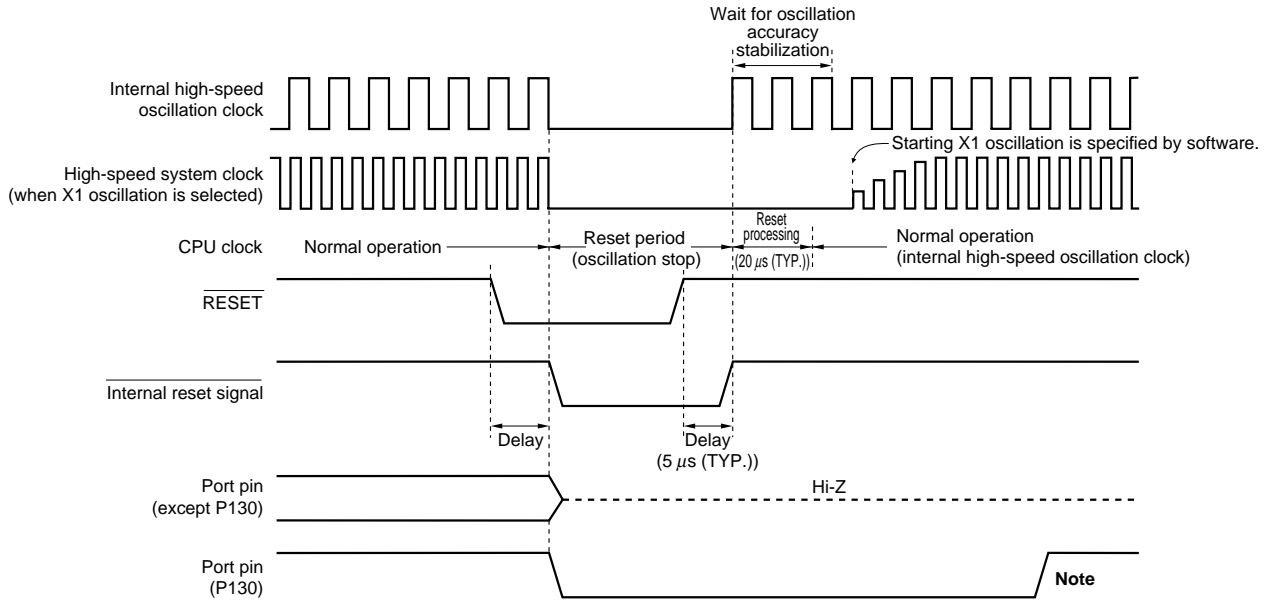 Wait for oscillation
accuracy
stabilization
Internal high-speed
oscillation clock
Starting X1 oscillation is specified by software.
High-speed system clock
(when X1 oscillation is selected)
CPU clock
Normal operation
Reset period
(oscillation stop)
Reset
processing
(20 μs (TYP.))
Normal operation
(internal high-speed oscillation clock)
RESET
Internal reset signal
Delay
Delay
(5 μs (TYP.))
Port pin
(except P130)
Hi-Z
Port pin
(P130)
Note